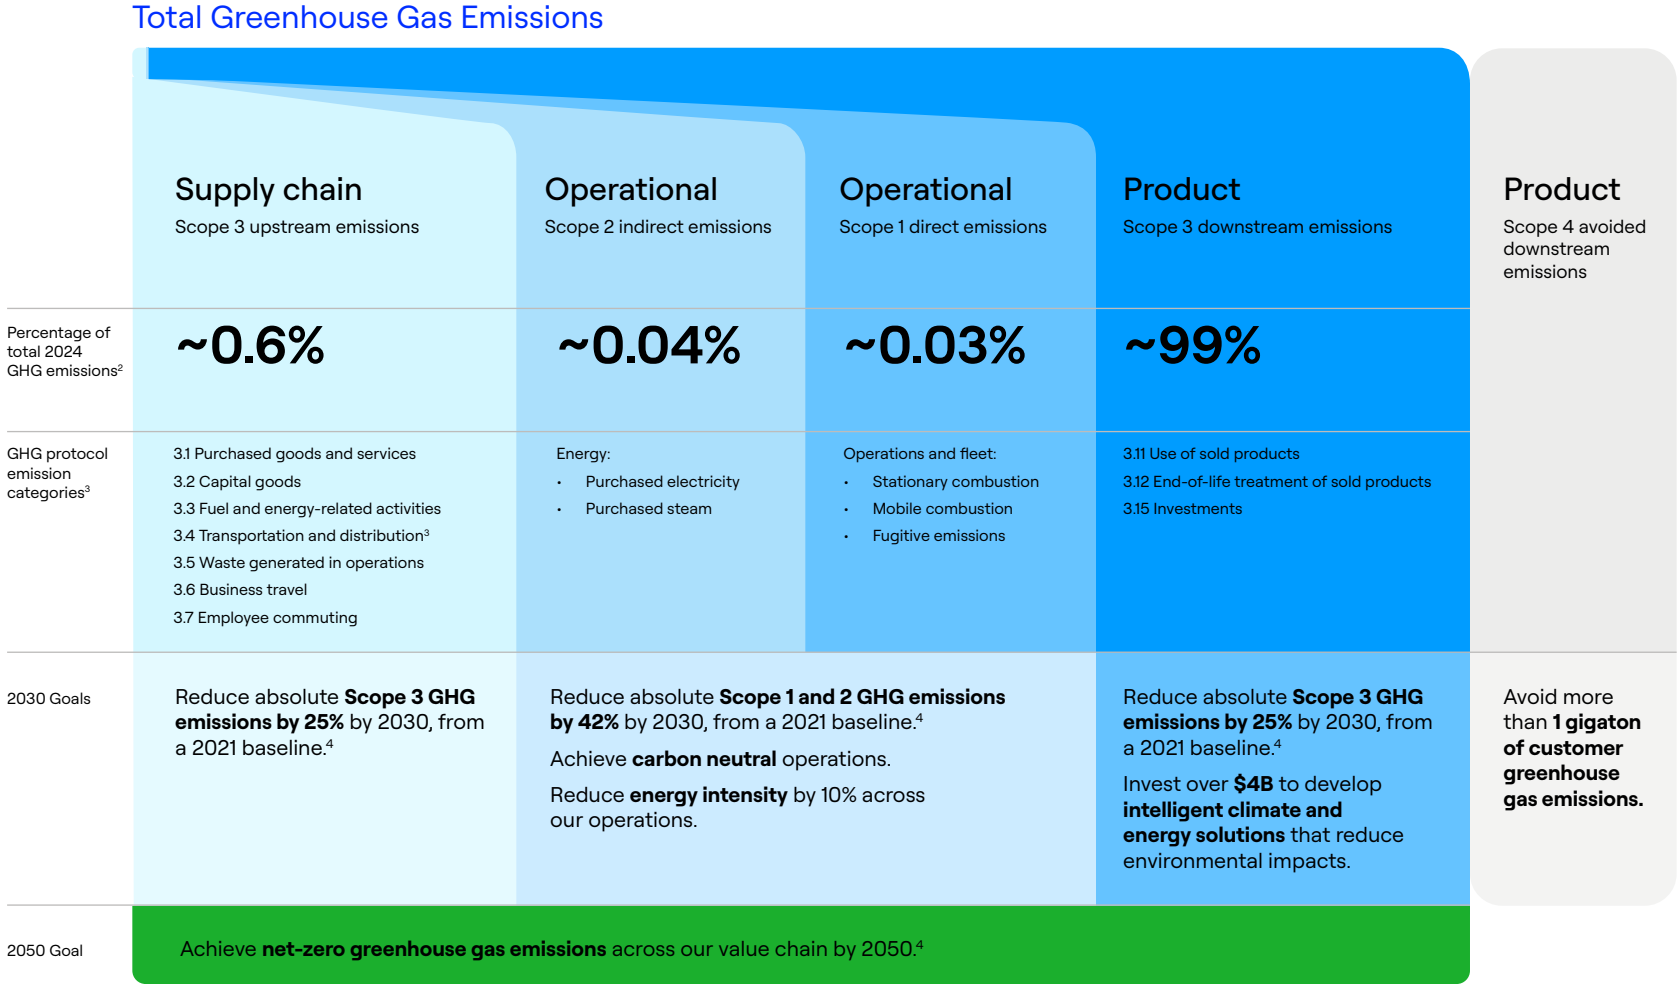 Total Greenhouse Gas Emissions
Supply chain
Scope 3 upstream emissions
Operational
Scope 2 indirect emissions
Operational
Scope 1 direct emissions
Product
Scope 3 downstream emissions
Product
Scope 4 avoided
downstream
emissions
Percentage of
total 2024
GHG emissions²
~0.6%
~0.04%
~0.03%
~99%
GHG protocol
emission
categories³
3.1 Purchased goods and services
3.2 Capital goods
3.3 Fuel and energy-related activities
3.4 Transportation and distribution³
3.5 Waste generated in operations
3.6 Business travel
3.7 Employee commuting
Energy:
• Purchased electricity
• Purchased steam
Operations and fleet:
• Stationary combustion
• Mobile combustion
• Fugitive emissions
3.11 Use of sold products
3.12 End-of-life treatment of sold products
3.15 Investments
2030 Goals
Reduce absolute Scope 3 GHG
emissions by 25% by 2030, from
a 2021 baseline.⁴
Reduce absolute Scope 1 and 2 GHG emissions
by 42% by 2030, from a 2021 baseline.⁴
Achieve carbon neutral operations.
Reduce energy intensity by 10% across
our operations.
Reduce absolute Scope 3 GHG
emissions by 25% by 2030, from
a 2021 baseline.⁴
Invest over $4B to develop
intelligent climate and
energy solutions that reduce
environmental impacts.
Avoid more
than 1 gigaton
of customer
greenhouse
gas emissions.
2050 Goal
Achieve net-zero greenhouse gas emissions across our value chain by 2050.⁴